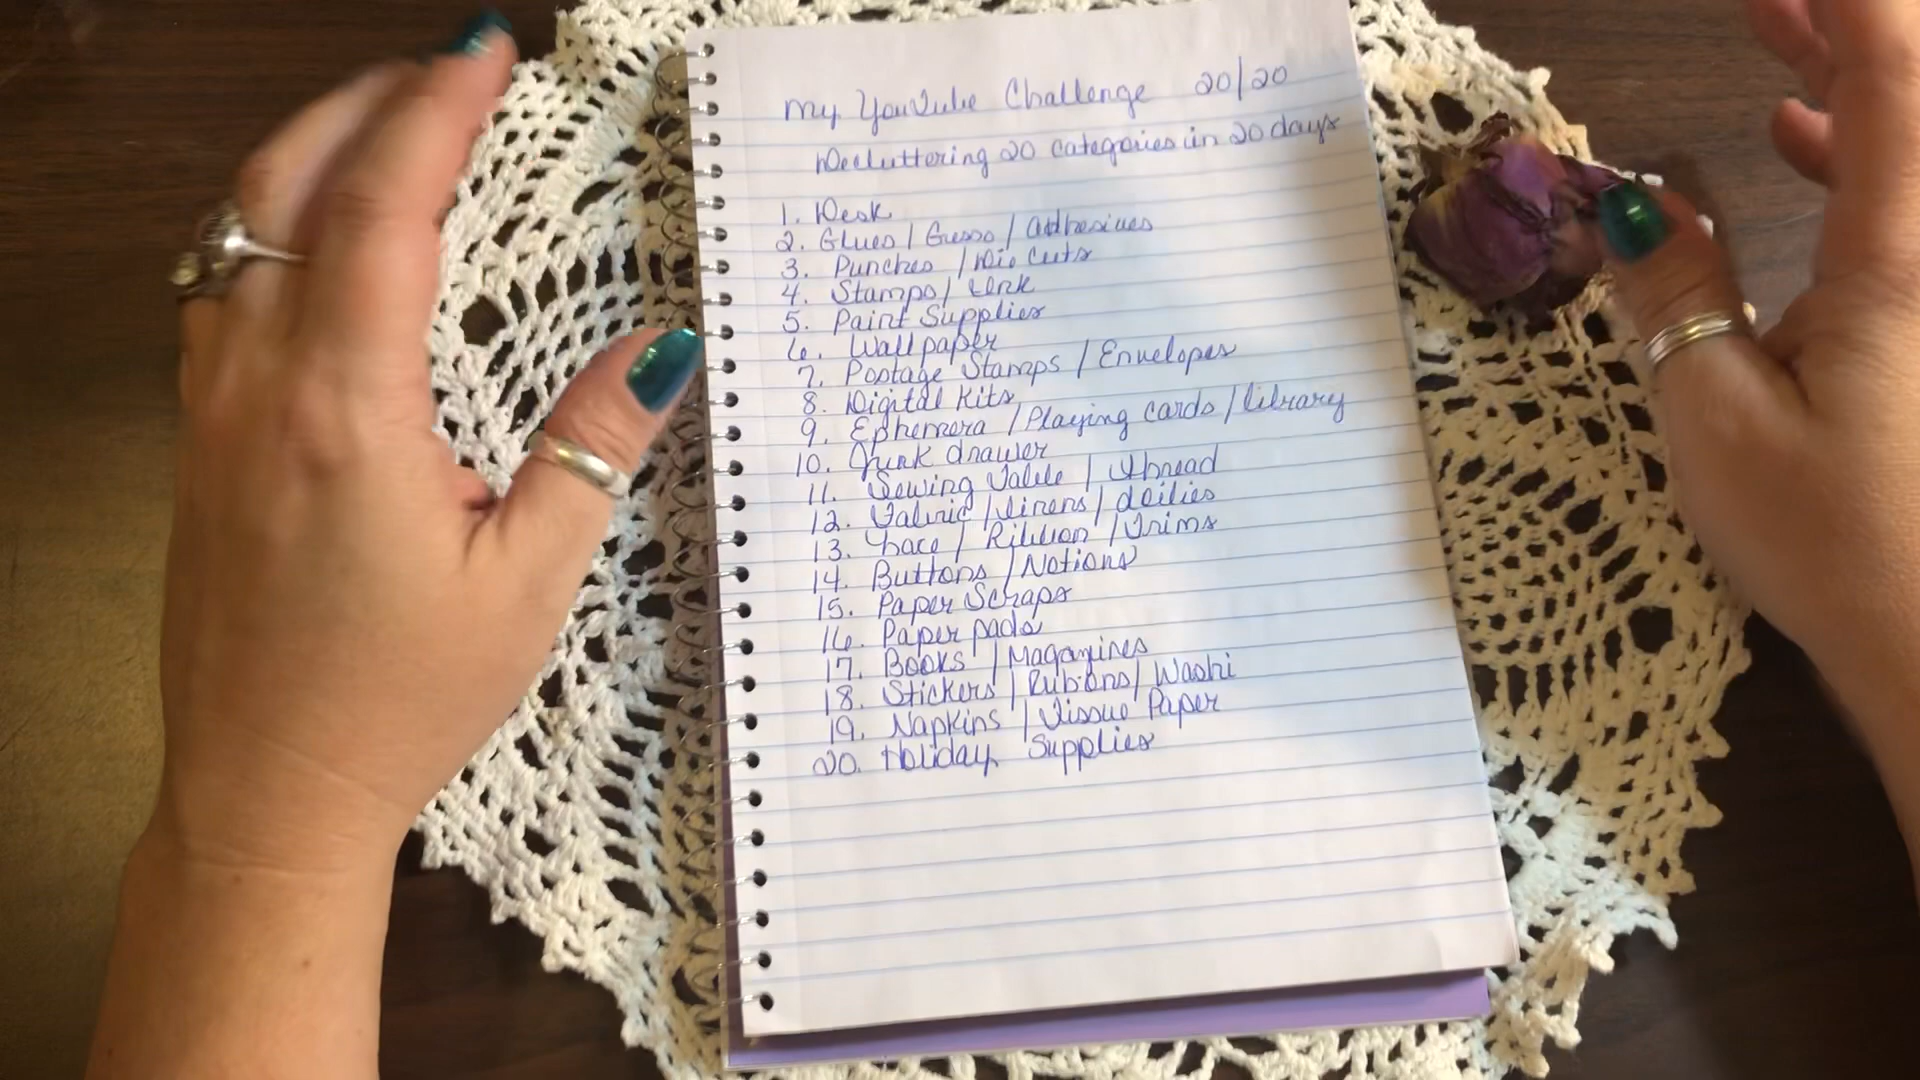 My YouTube Challenge 20/20
Decluttering 20 categories in 20 days
1. Desk
2. Glues / Gesso / Adhesives
3. Punches / Die Cuts
4. Stamps / Ink
5. Paint Supplies
6. Wallpaper
7. Postage Stamps / Envelopes
8. Digital Kits
9. Ephemera / Playing cards / library
10. Junk drawer
11. Sewing Table / Thread
12. Fabric / Linens / doilies
13. Lace / Ribbon / Trims
14. Buttons / Notions
15. Paper Scraps
16. Paper pads
17. Books / Magazines
18. Stickers / Rubons / Washi
19. Napkins / Tissue Paper
20. Holiday Supplies